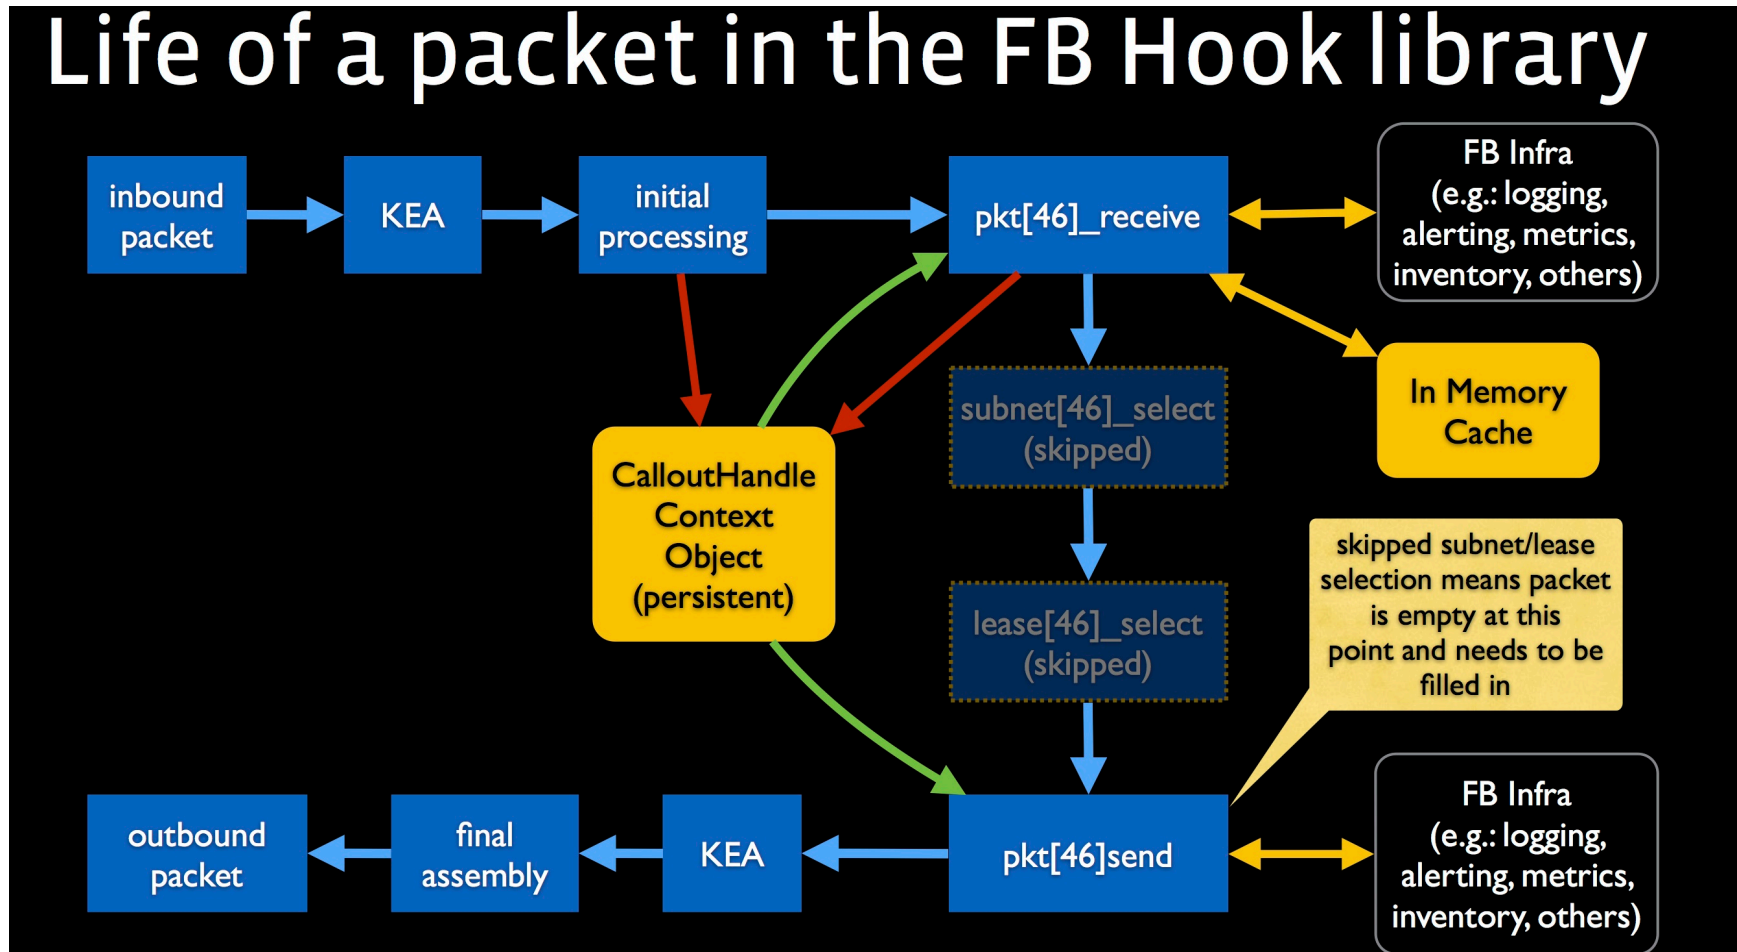 Life of a packet in the FB Hook library
inbound
packet
KEA
initial
processing
pkt[46]_receive
FB Infra
(e.g.: logging,
alerting, metrics,
inventory, others)
subnet[46]_select
(skipped)
In Memory
Cache
CalloutHandle
Context
Object
(persistent)
lease[46]_select
(skipped)
skipped subnet/lease
selection means packet
is empty at this
point and needs to be
filled in
outbound
packet
final
assembly
KEA
pkt[46]send
FB Infra
(e.g.: logging,
alerting, metrics,
inventory, others)